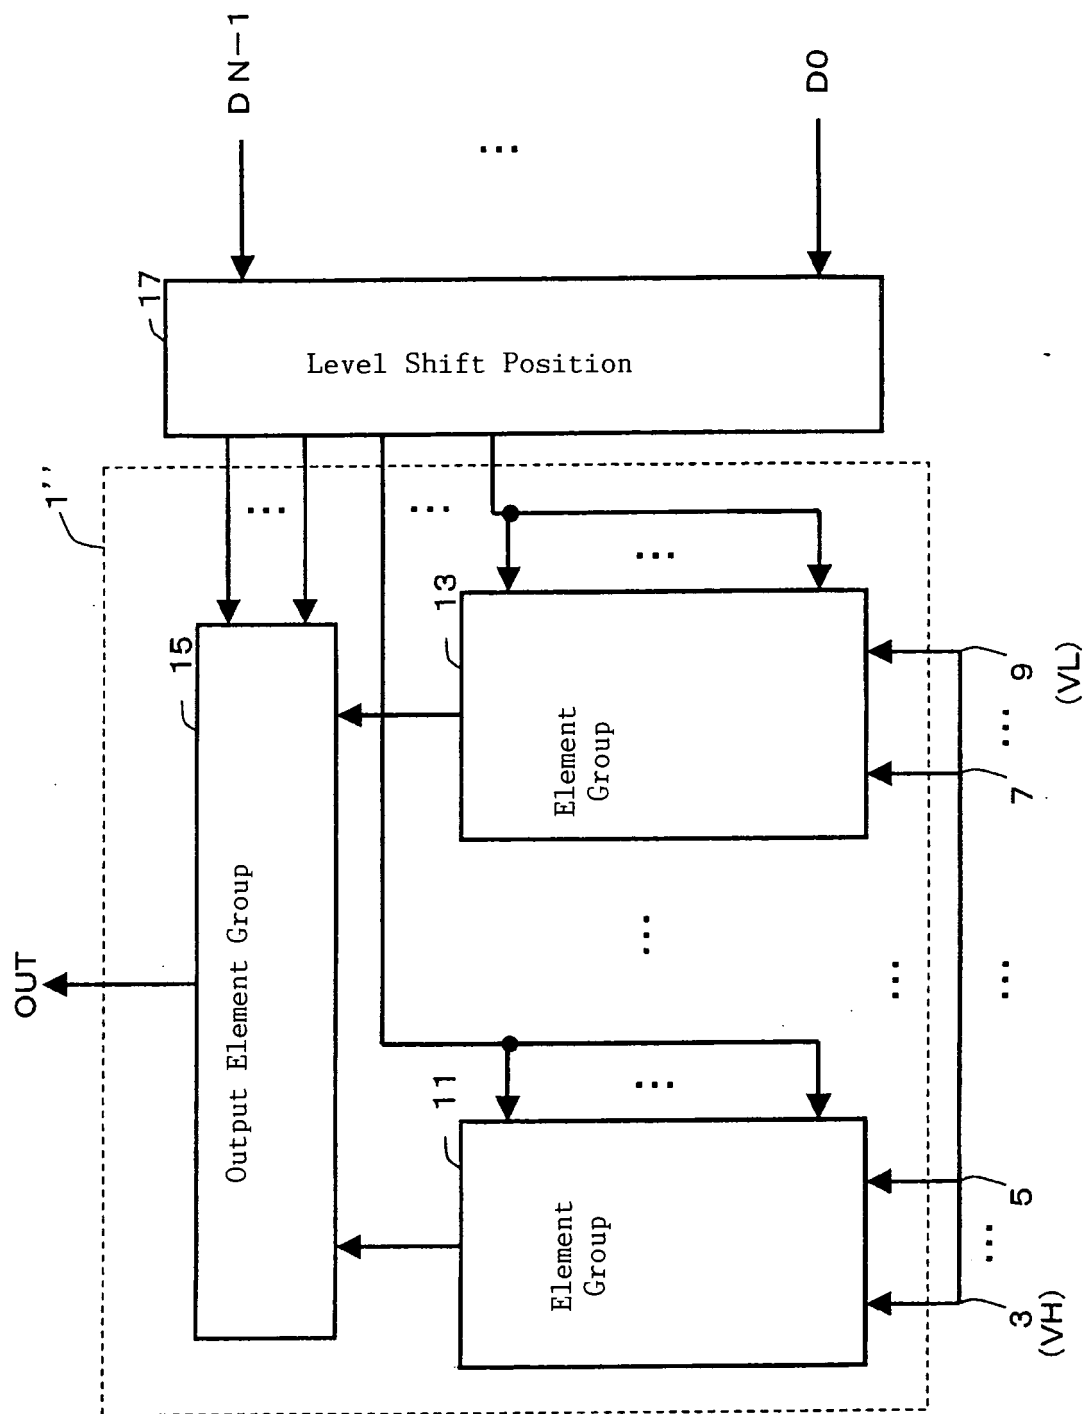 DN-1
...
D0
17
Level Shift Position
1''
...
...
15
Output Element Group
OUT
13
Element
Group
...
...
11
Element
Group
...
3
(VH)
...
5
...
...
7
...
9
(VL)